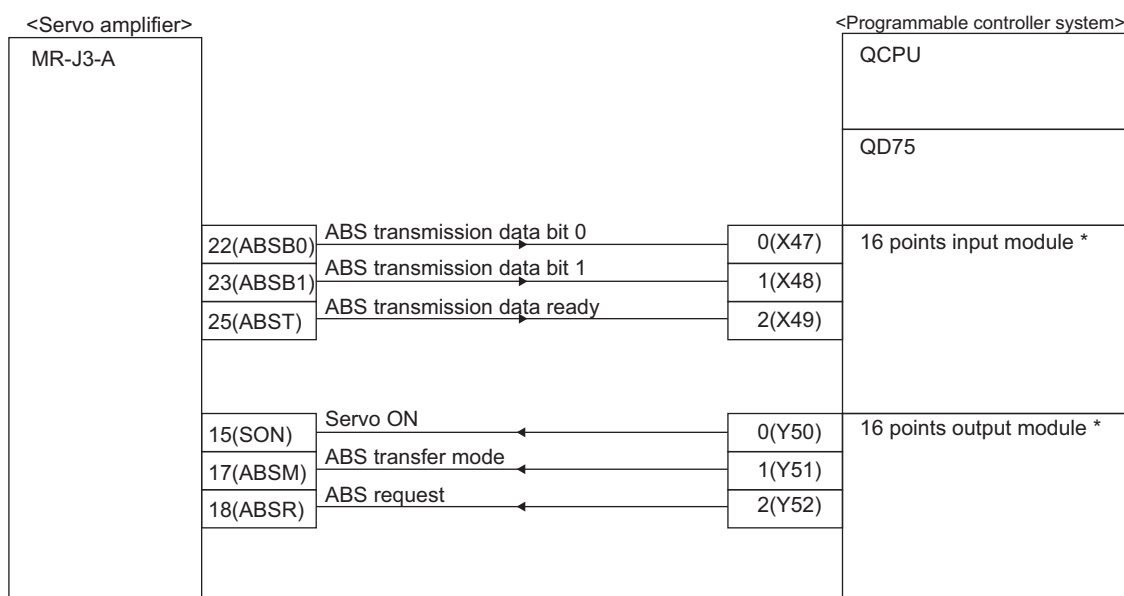 <Servo amplifier>
<Programmable controller system>
MR-J3-A
QCPU
QD75
22(ABSB0) ABS transmission data bit 0 0(X47) 16 points input module *
23(ABSB1) ABS transmission data bit 1 1(X48)
25(ABST) ABS transmission data ready 2(X49)
15(SON) Servo ON 0(Y50) 16 points output module *
17(ABSM) ABS transfer mode 1(Y51)
18(ABSR) ABS request 2(Y52)